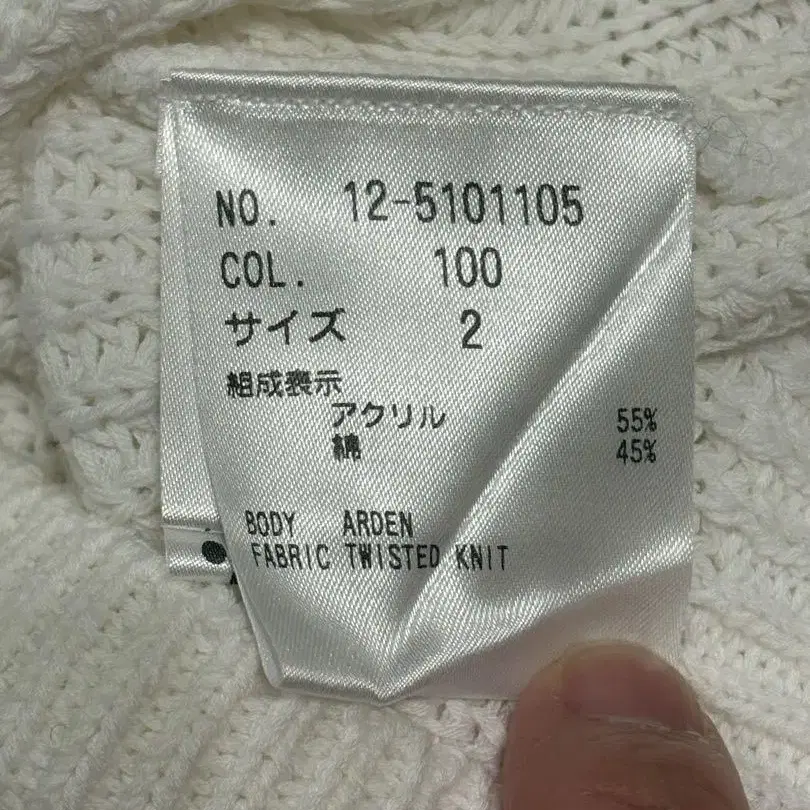 NO. 12-5101105
COL. 100
サイズ 2
組成表示
アクリル 55%
綿 45%
BODY ARDEN
FABRIC TWISTED KNIT